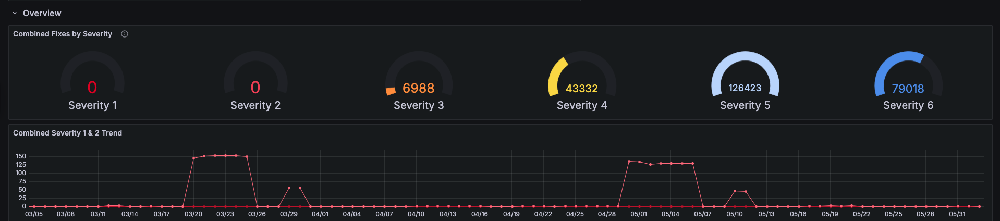 Overview
Combined Fixes by Severity
0 0 6988 43332 126423 79018
Severity 1 Severity 2 Severity 3 Severity 4 Severity 5 Severity 6
Combined Severity 1 & 2 Trend
150
125
100
75
50
25
0
03/05 03/08 03/11 03/14 03/17 03/20 03/23 03/26 03/29 04/01 04/04 04/07 04/10 04/13 04/16 04/19 04/22 04/25 04/28 05/01 05/04 05/07 05/10 05/13 05/16 05/19 05/22 05/25 05/28 05/31